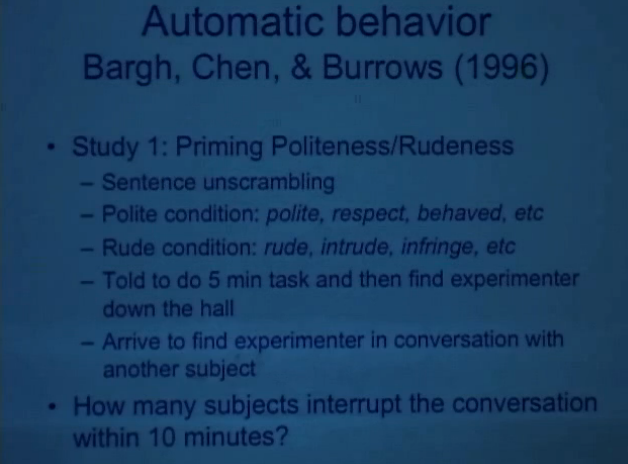 Automatic behavior
Bargh, Chen, & Burrows (1996)
• Study 1: Priming Politeness/Rudeness
– Sentence unscrambling
– Polite condition: polite, respect, behaved, etc
– Rude condition: rude, intrude, infringe, etc
– Told to do 5 min task and then find experimenter
down the hall
– Arrive to find experimenter in conversation with
another subject
• How many subjects interrupt the conversation
within 10 minutes?